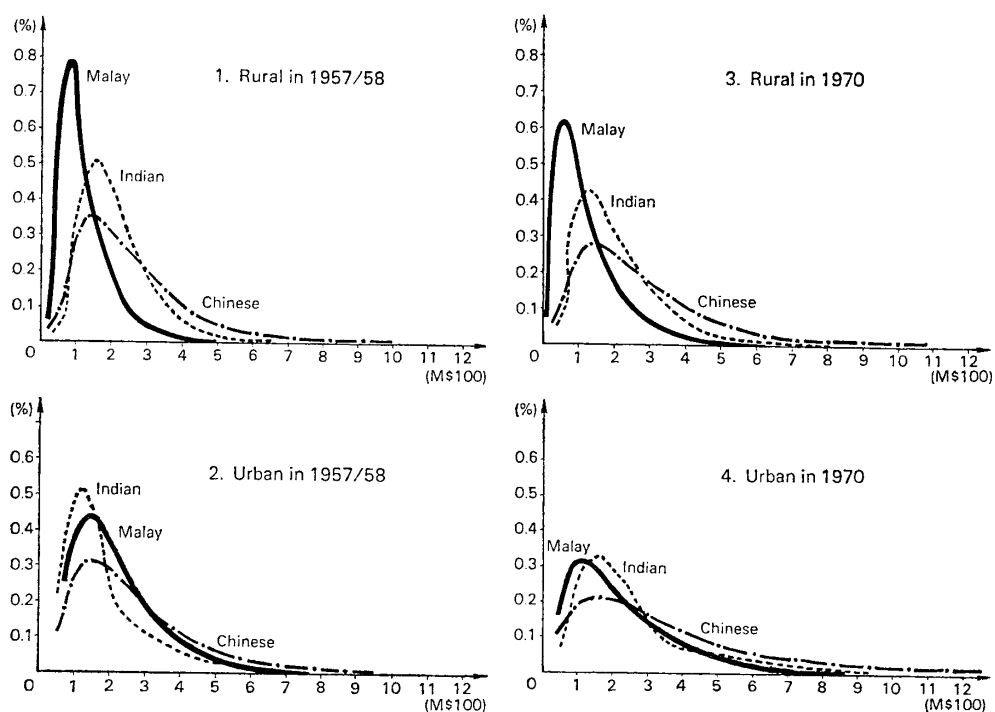 (%)
1. Rural in 1957/58
0.8
Malay
0.7
0.6
0.5
Indian
0.4
0.3
0.2
Chinese
0.1
0 1 2 3 4 5 6 7 8 9 10 11 12
(M$100)
(%)
3. Rural in 1970
0.8
0.7
0.6
Malay
0.5
0.4
Indian
0.3
0.2
Chinese
0.1
0 1 2 3 4 5 6 7 8 9 10 11 12
(M$100)
(%)
2. Urban in 1957/58
0.6
0.5
Indian
Malay
0.4
0.3
0.2
0.1
Chinese
0 1 2 3 4 5 6 7 8 9 10 11 12
(M$100)
(%)
4. Urban in 1970
0.6
0.5
0.4
Malay
0.3
Indian
0.2
Chinese
0.1
0 1 2 3 4 5 6 7 8 9 10 11 12
(M$100)